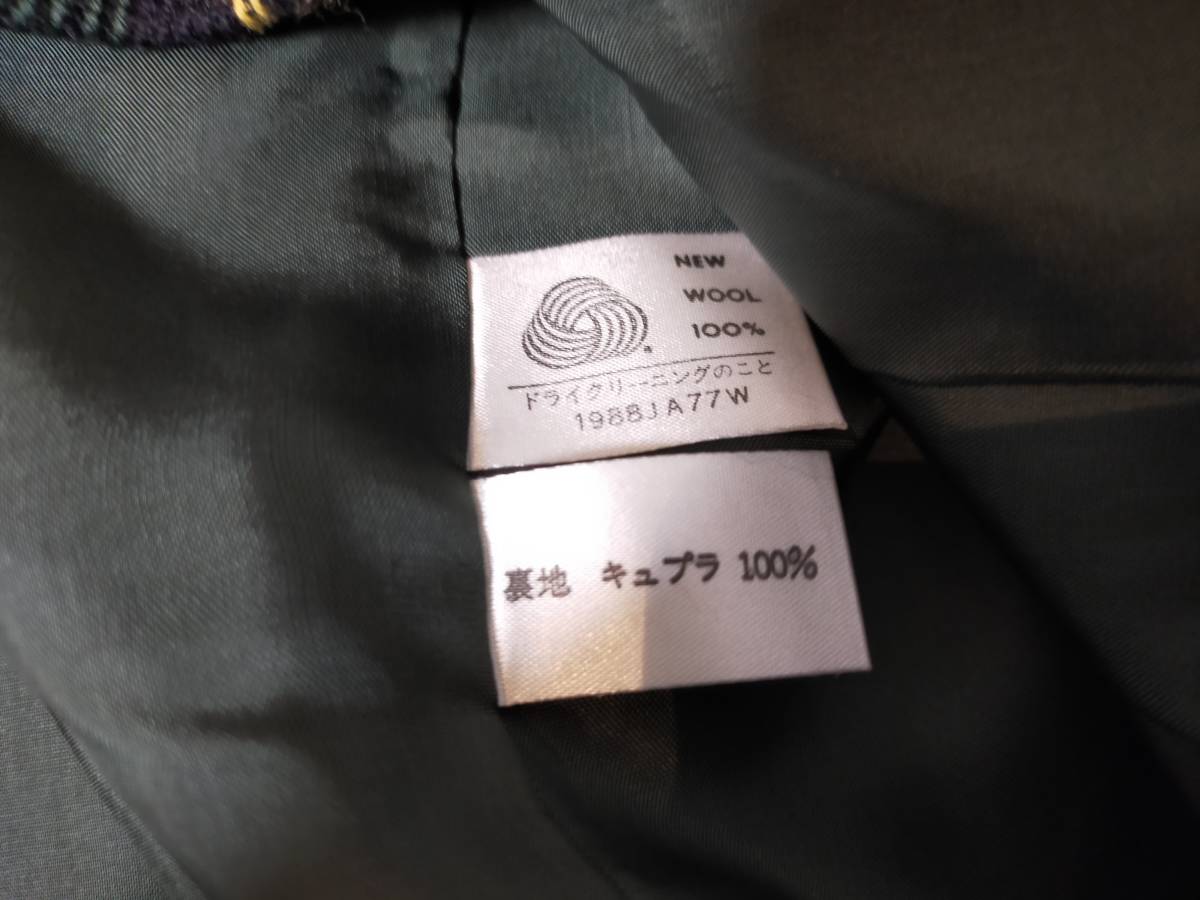 NEW
WOOL
100%
ドライクリーニングのこと
1988JA77W
裏地 キュプラ 100%